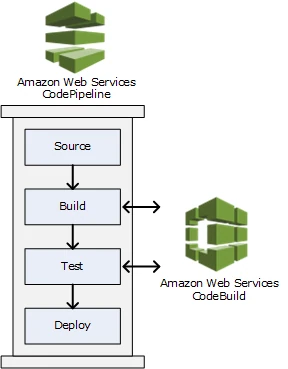 Amazon Web Services
CodePipeline
Source
Build
Test
Amazon Web Services
CodeBuild
Deploy